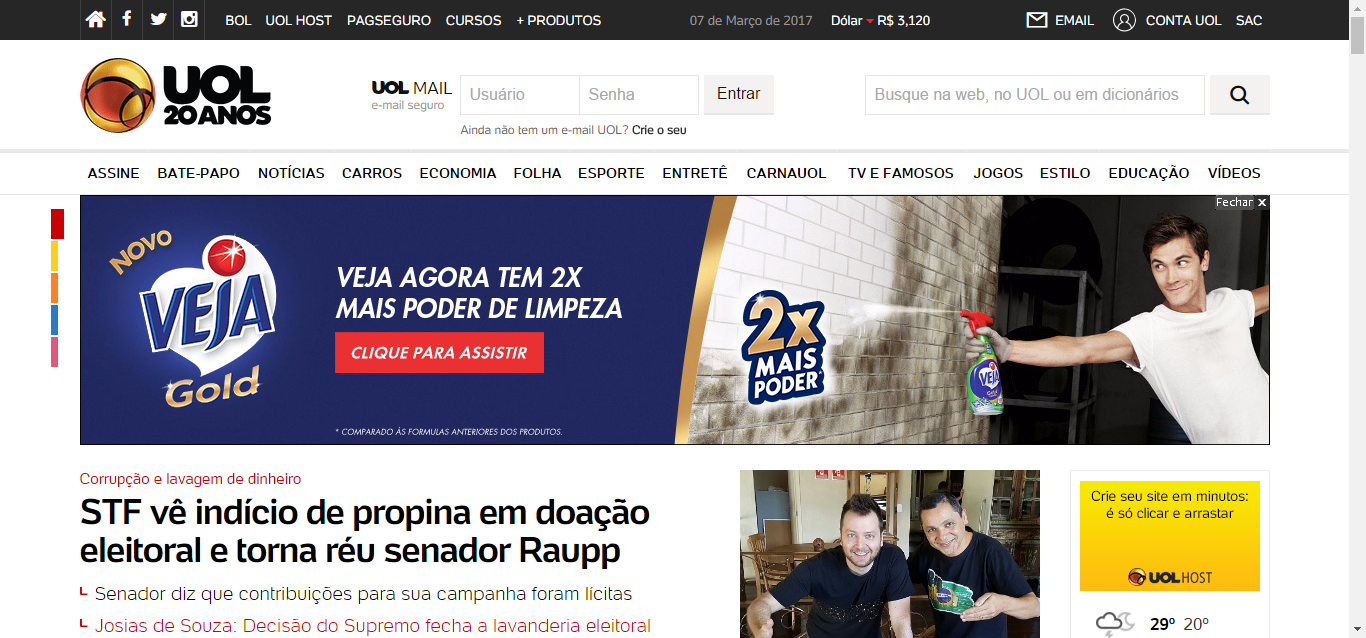 BOL UOL HOST PAGSEGURO CURSOS + PRODUTOS 07 de Março de 2017 Dólar R$ 3,120 EMAIL CONTA UOL SAC
UOL
20 ANOS
UOL MAIL
e-mail seguro
Usuário Senha Entrar
Ainda não tem um e-mail UOL? Crie o seu
Busque na web, no UOL ou em dicionários
ASSINE BATE-PAPO NOTÍCIAS CARROS ECONOMIA FOLHA ESPORTE ENTRETÊ CARNAUOL TV E FAMOSOS JOGOS ESTILO EDUCAÇÃO VÍDEOS
Fechar x
NOVO
VEJA
Gold
VEJA AGORA TEM 2X
MAIS PODER DE LIMPEZA
CLIQUE PARA ASSISTIR
* COMPARADO ÀS FORMULAS ANTERIORES DOS PRODUTOS.
2x
MAIS
PODER*
VEJA
Gold
Corrupção e lavagem de dinheiro
STF vê indício de propina em doação
eleitoral e torna réu senador Raupp
Senador diz que contribuições para sua campanha foram lícitas
Josias de Souza: Decisão do Supremo fecha a lavanderia eleitoral
Crie seu site em minutos:
é só clicar e arrastar
UOL HOST
29º 20º